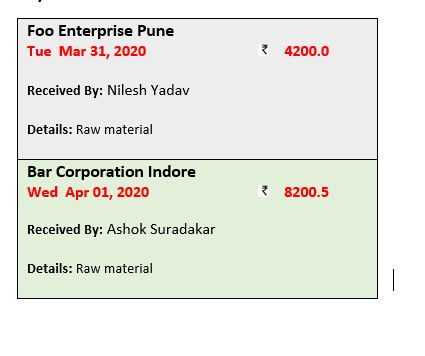 Foo Enterprise Pune
Tue Mar 31, 2020 ₹ 4200.0
Received By: Nilesh Yadav
Details: Raw material
Bar Corporation Indore
Wed Apr 01, 2020 ₹ 8200.5
Received By: Ashok Suradakar
Details: Raw material